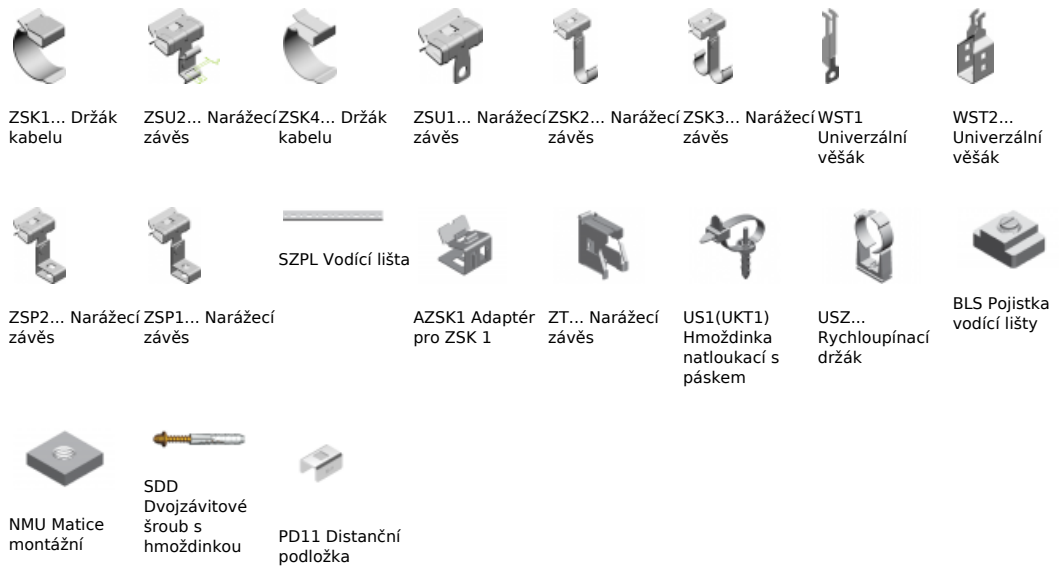 ZSK1... Držák
kabelu
ZSU2... Narážecí
závěs
ZSK4... Držák
kabelu
ZSU1... Narážecí
závěs
ZSK2... Narážecí
závěs
ZSK3... Narážecí
závěs
WST1
Univerzální
věšák
WST2...
Univerzální
věšák
ZSP2... Narážecí
závěs
ZSP1... Narážecí
závěs
SZPL Vodící lišta
AZSK1 Adaptér
pro ZSK 1
ZT... Narážecí
závěs
US1(UKT1)
Hmoždinka
natloukací s
páskem
USZ...
Rychloupínací
držák
BLS Pojistka
vodící lišty
NMU Matice
montážní
SDD
Dvojzávitové
šroub s
hmoždinkou
PD11 Distanční
podložka